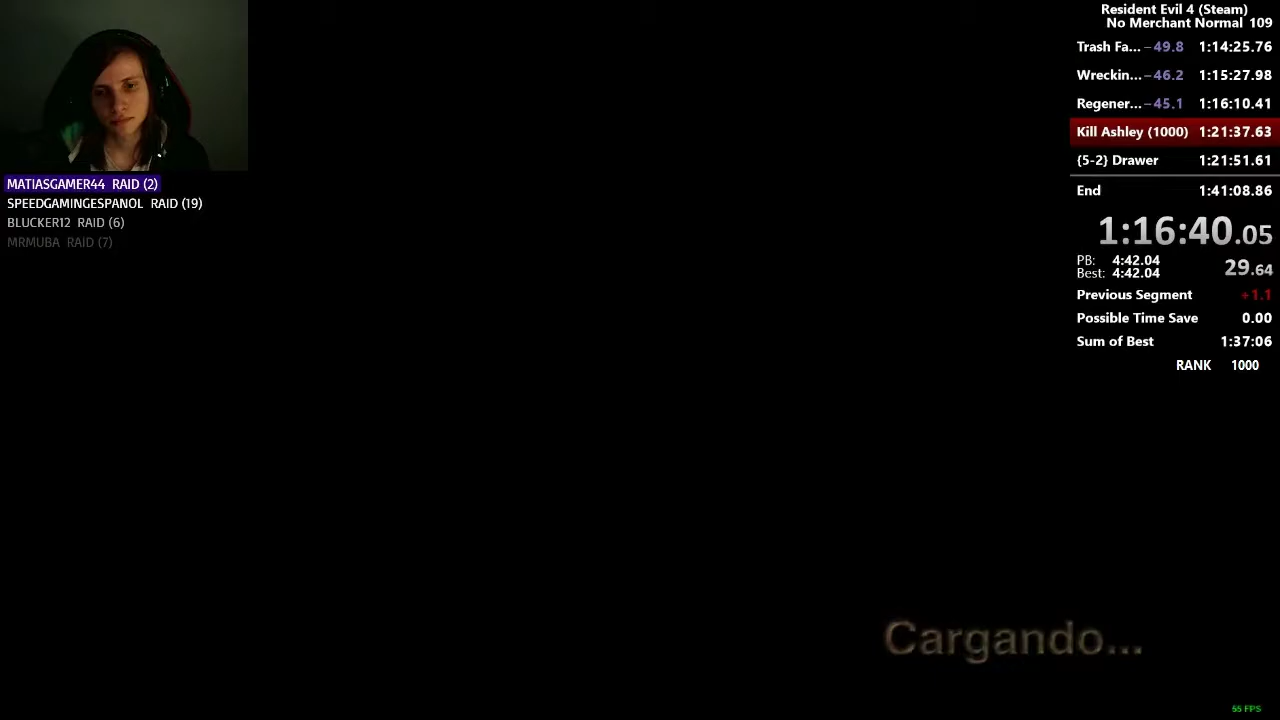 MATIASGAMER44 RAID (2)
SPEEDGAMINGESPANOL RAID (19)
BLUCKER12 RAID (6)
MRMUBA RAID (7)
Resident Evil 4 (Steam)
No Merchant Normal 109
Trash Fa... −49.8 1:14:25.76
Wreckin... −46.2 1:15:27.98
Regener... −45.1 1:16:10.41
Kill Ashley (1000) 1:21:37.63
{5-2} Drawer 1:21:51.61
End 1:41:08.86
1:16:40.05
PB: 4:42.04
Best: 4:42.04
29.64
Previous Segment +1.1
Possible Time Save 0.00
Sum of Best 1:37:06
RANK 1000
Cargando...
55 FPS